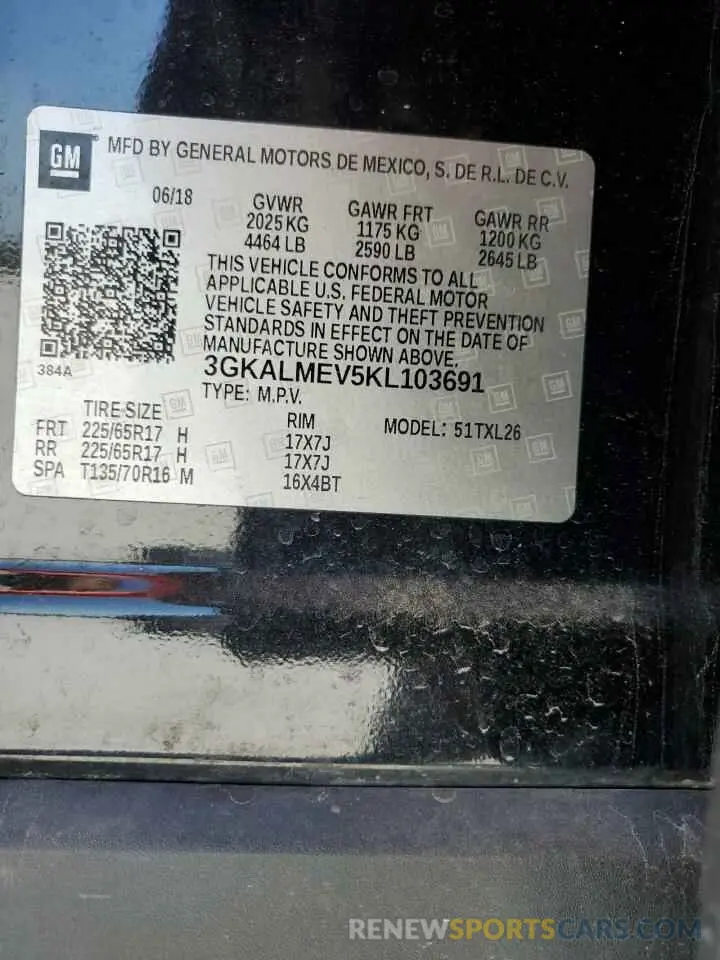 GM
MFD BY GENERAL MOTORS DE MEXICO, S. DE R.L. DE C.V.
06/18 GVWR GAWR FRT GAWR RR
2025 KG 1175 KG 1200 KG
4464 LB 2590 LB 2645 LB
THIS VEHICLE CONFORMS TO ALL
APPLICABLE U.S. FEDERAL MOTOR
VEHICLE SAFETY AND THEFT PREVENTION
STANDARDS IN EFFECT ON THE DATE OF
MANUFACTURE SHOWN ABOVE.
384A
3GKALMEV5KL103691
TYPE: M.P.V.
TIRE SIZE RIM MODEL: 51TXL26
FRT 225/65R17 H 17X7J
RR 225/65R17 H 17X7J
SPA T135/70R16 M 16X4BT
RENEWSPORTSCARS.COM